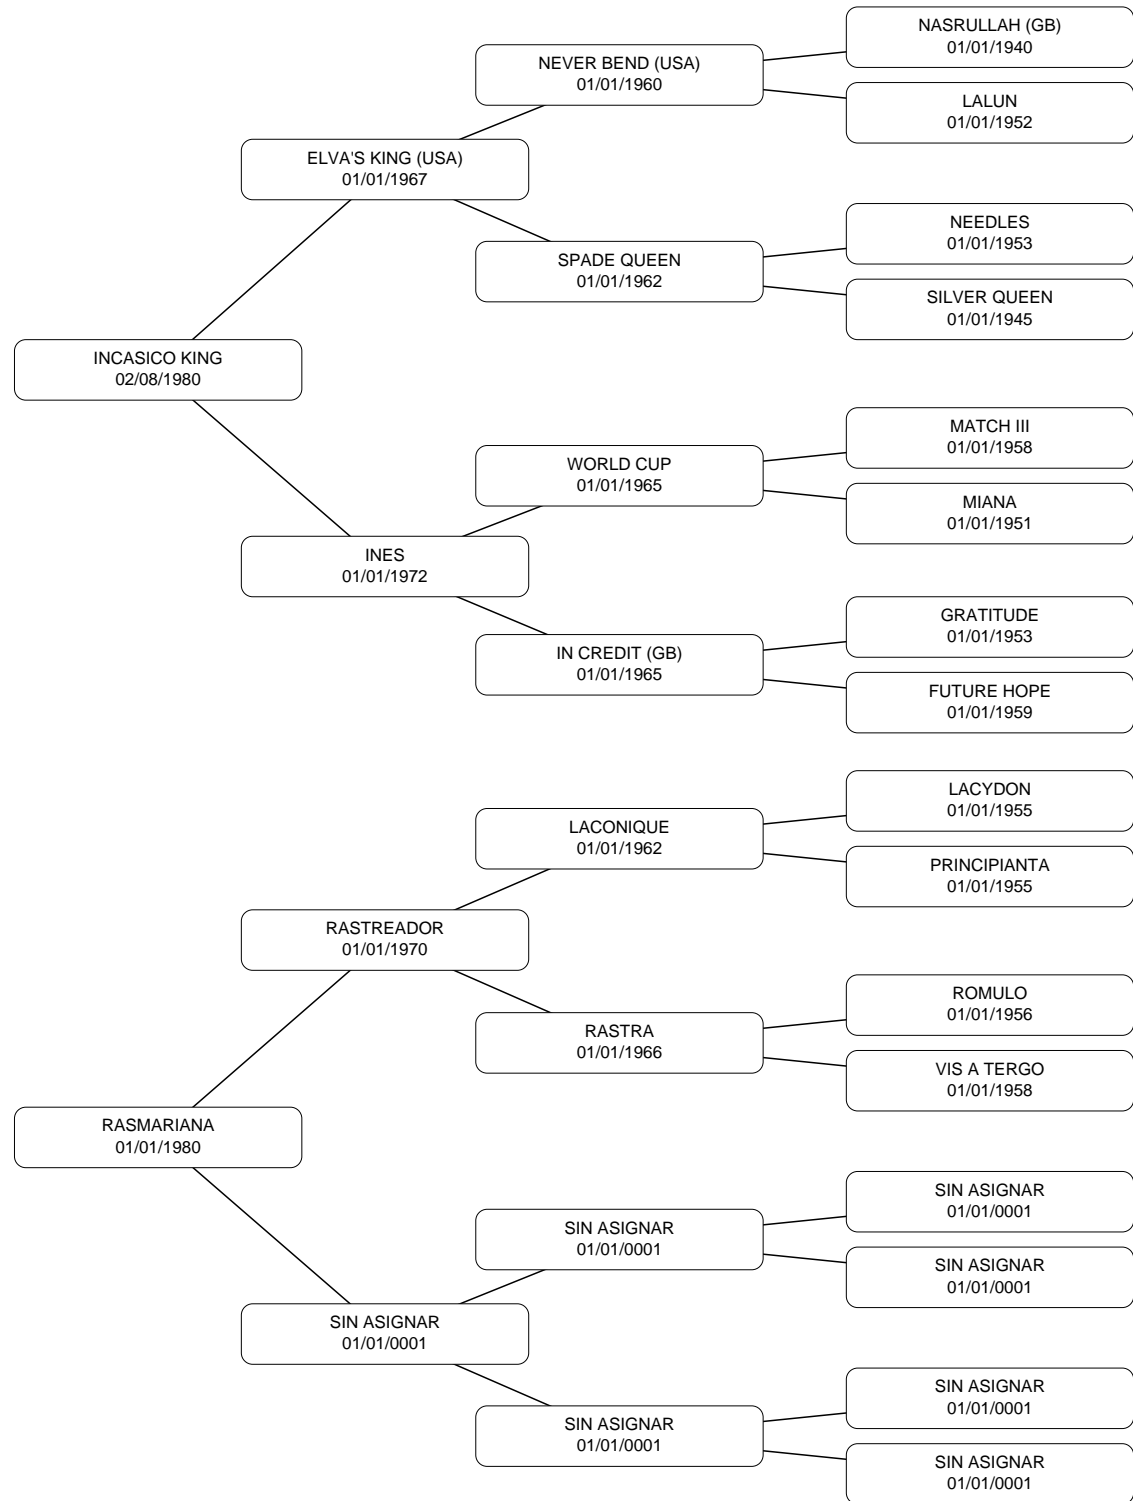 NASRULLAH (GB)
01/01/1940
NEVER BEND (USA)
01/01/1960
LALUN
01/01/1952
ELVA'S KING (USA)
01/01/1967
NEEDLES
01/01/1953
SPADE QUEEN
01/01/1962
SILVER QUEEN
01/01/1945
INCASICO KING
02/08/1980
MATCH III
01/01/1958
WORLD CUP
01/01/1965
MIANA
01/01/1951
INES
01/01/1972
GRATITUDE
01/01/1953
IN CREDIT (GB)
01/01/1965
FUTURE HOPE
01/01/1959
LACYDON
01/01/1955
LACONIQUE
01/01/1962
PRINCIPIANTA
01/01/1955
RASTREADOR
01/01/1970
ROMULO
01/01/1956
RASTRA
01/01/1966
VIS A TERGO
01/01/1958
RASMARIANA
01/01/1980
SIN ASIGNAR
01/01/0001
SIN ASIGNAR
01/01/0001
SIN ASIGNAR
01/01/0001
SIN ASIGNAR
01/01/0001
SIN ASIGNAR
01/01/0001
SIN ASIGNAR
01/01/0001
SIN ASIGNAR
01/01/0001